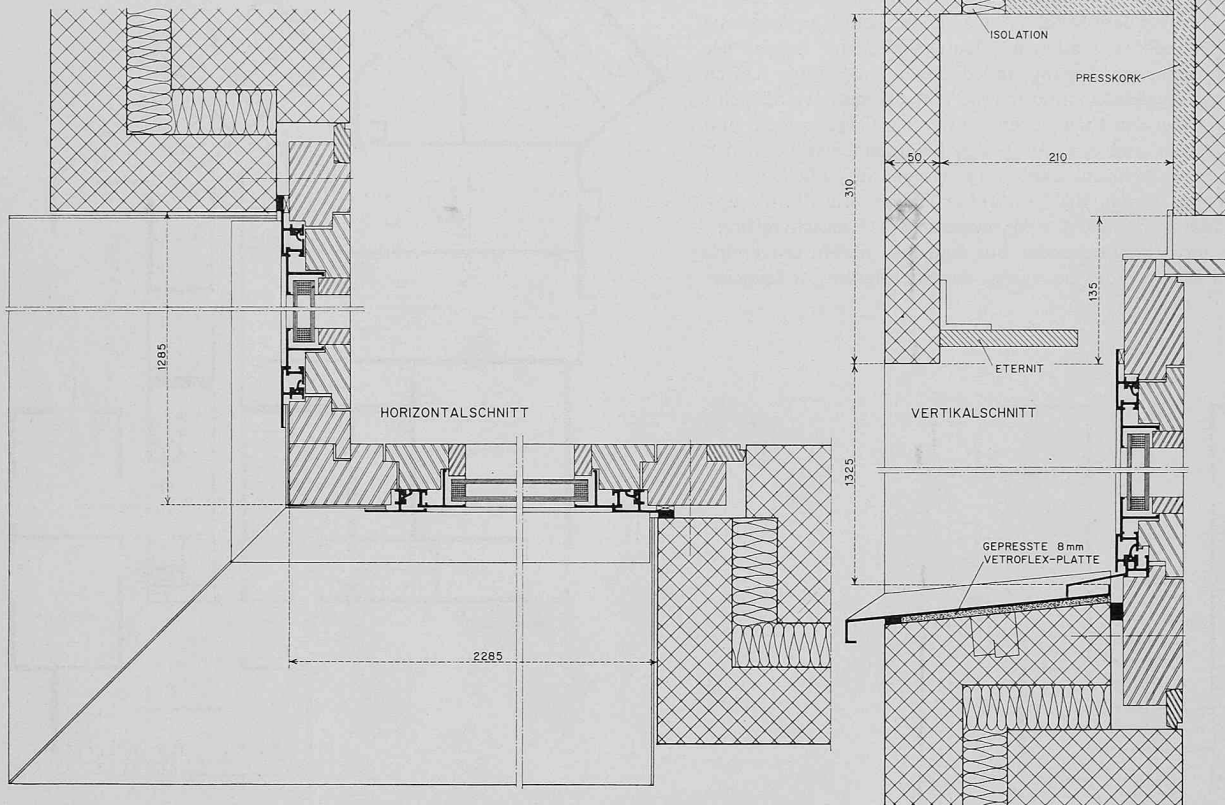 ISOLATION
PRESSKORK
50
210
310
135
1285
ETERNIT
HORIZONTALSCHNITT
VERTIKALSCHNITT
1325
GEPRESSTE 8mm
VETROFLEX-PLATTE
2285